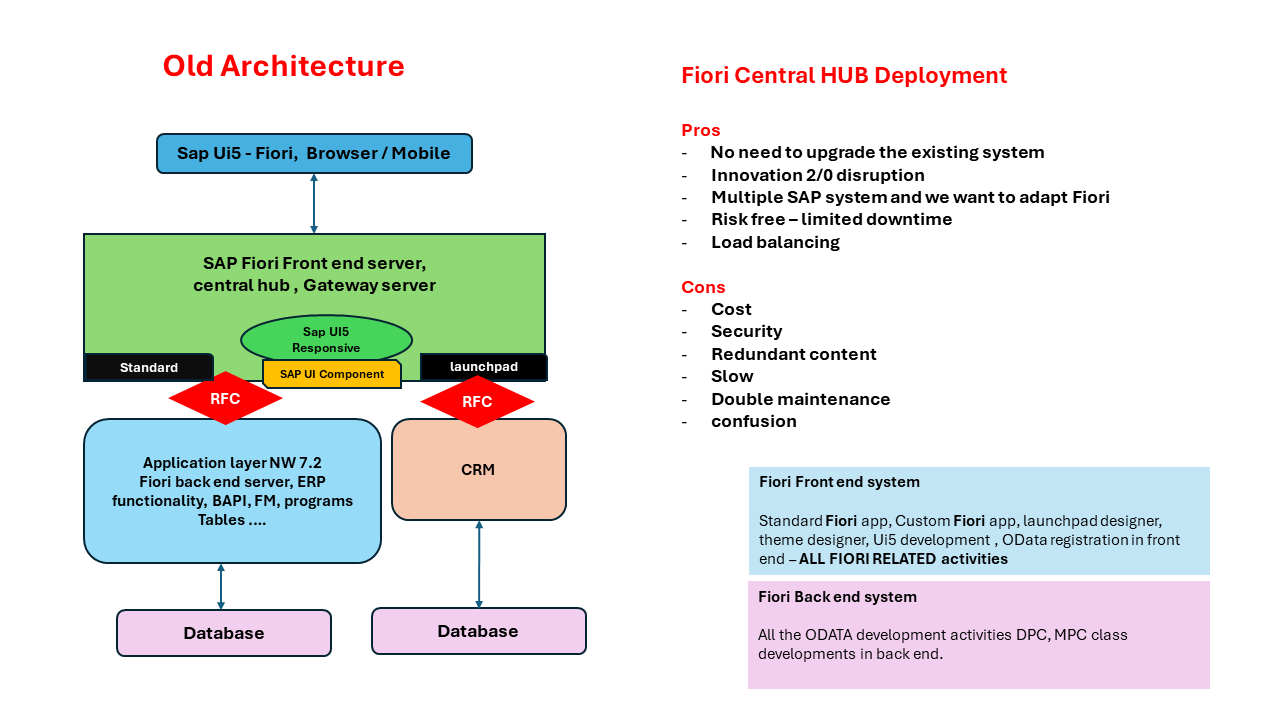 Old Architecture
Sap Ui5 - Fiori, Browser / Mobile
SAP Fiori Front end server,
central hub , Gateway server
Sap UI5
Responsive
Standard
SAP UI Component
launchpad
RFC
RFC
Application layer NW 7.2
Fiori back end server, ERP
functionality, BAPI, FM, programs
Tables ....
CRM
Database
Database
Fiori Central HUB Deployment
Pros
- No need to upgrade the existing system
- Innovation 2/0 disruption
- Multiple SAP system and we want to adapt Fiori
- Risk free – limited downtime
- Load balancing
Cons
- Cost
- Security
- Redundant content
- Slow
- Double maintenance
- confusion
Fiori Front end system
Standard Fiori app, Custom Fiori app, launchpad designer,
theme designer, Ui5 development , OData registration in front
end – ALL FIORI RELATED activities
Fiori Back end system
All the ODATA development activities DPC, MPC class
developments in back end.